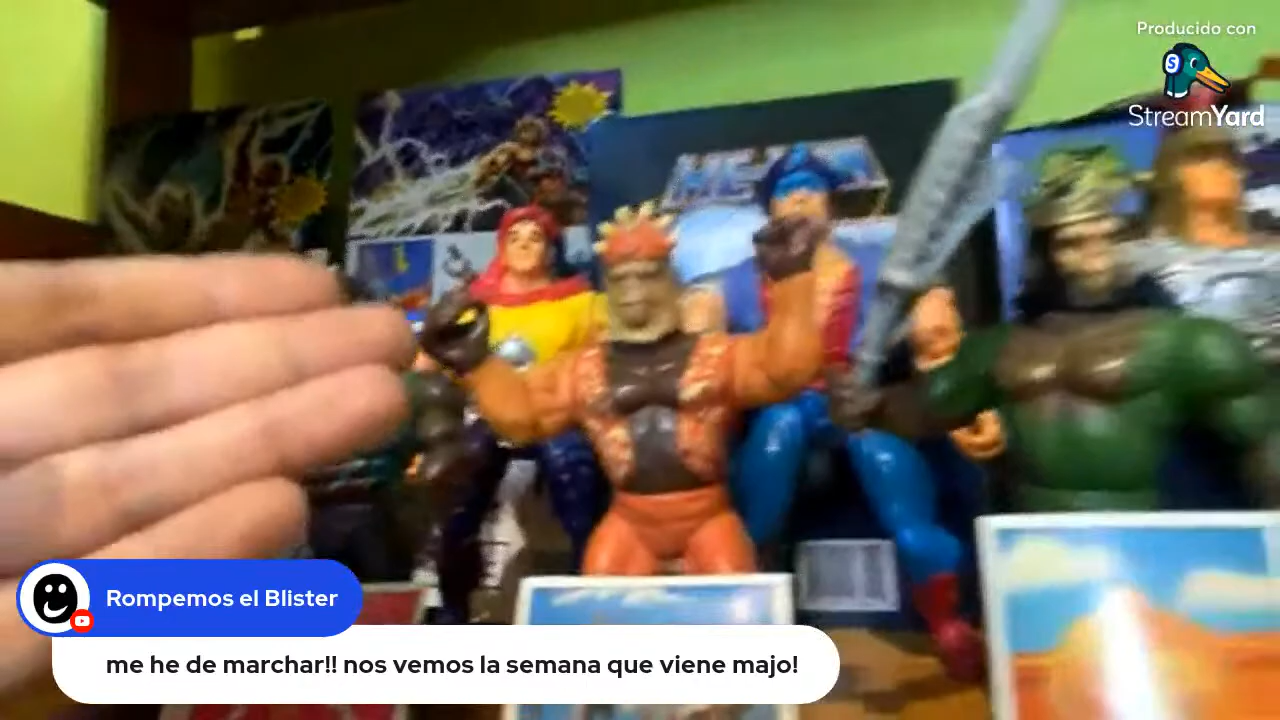 Producido con
StreamYard
Rompemos el Blister
me he de marchar!! nos vemos la semana que viene majo!